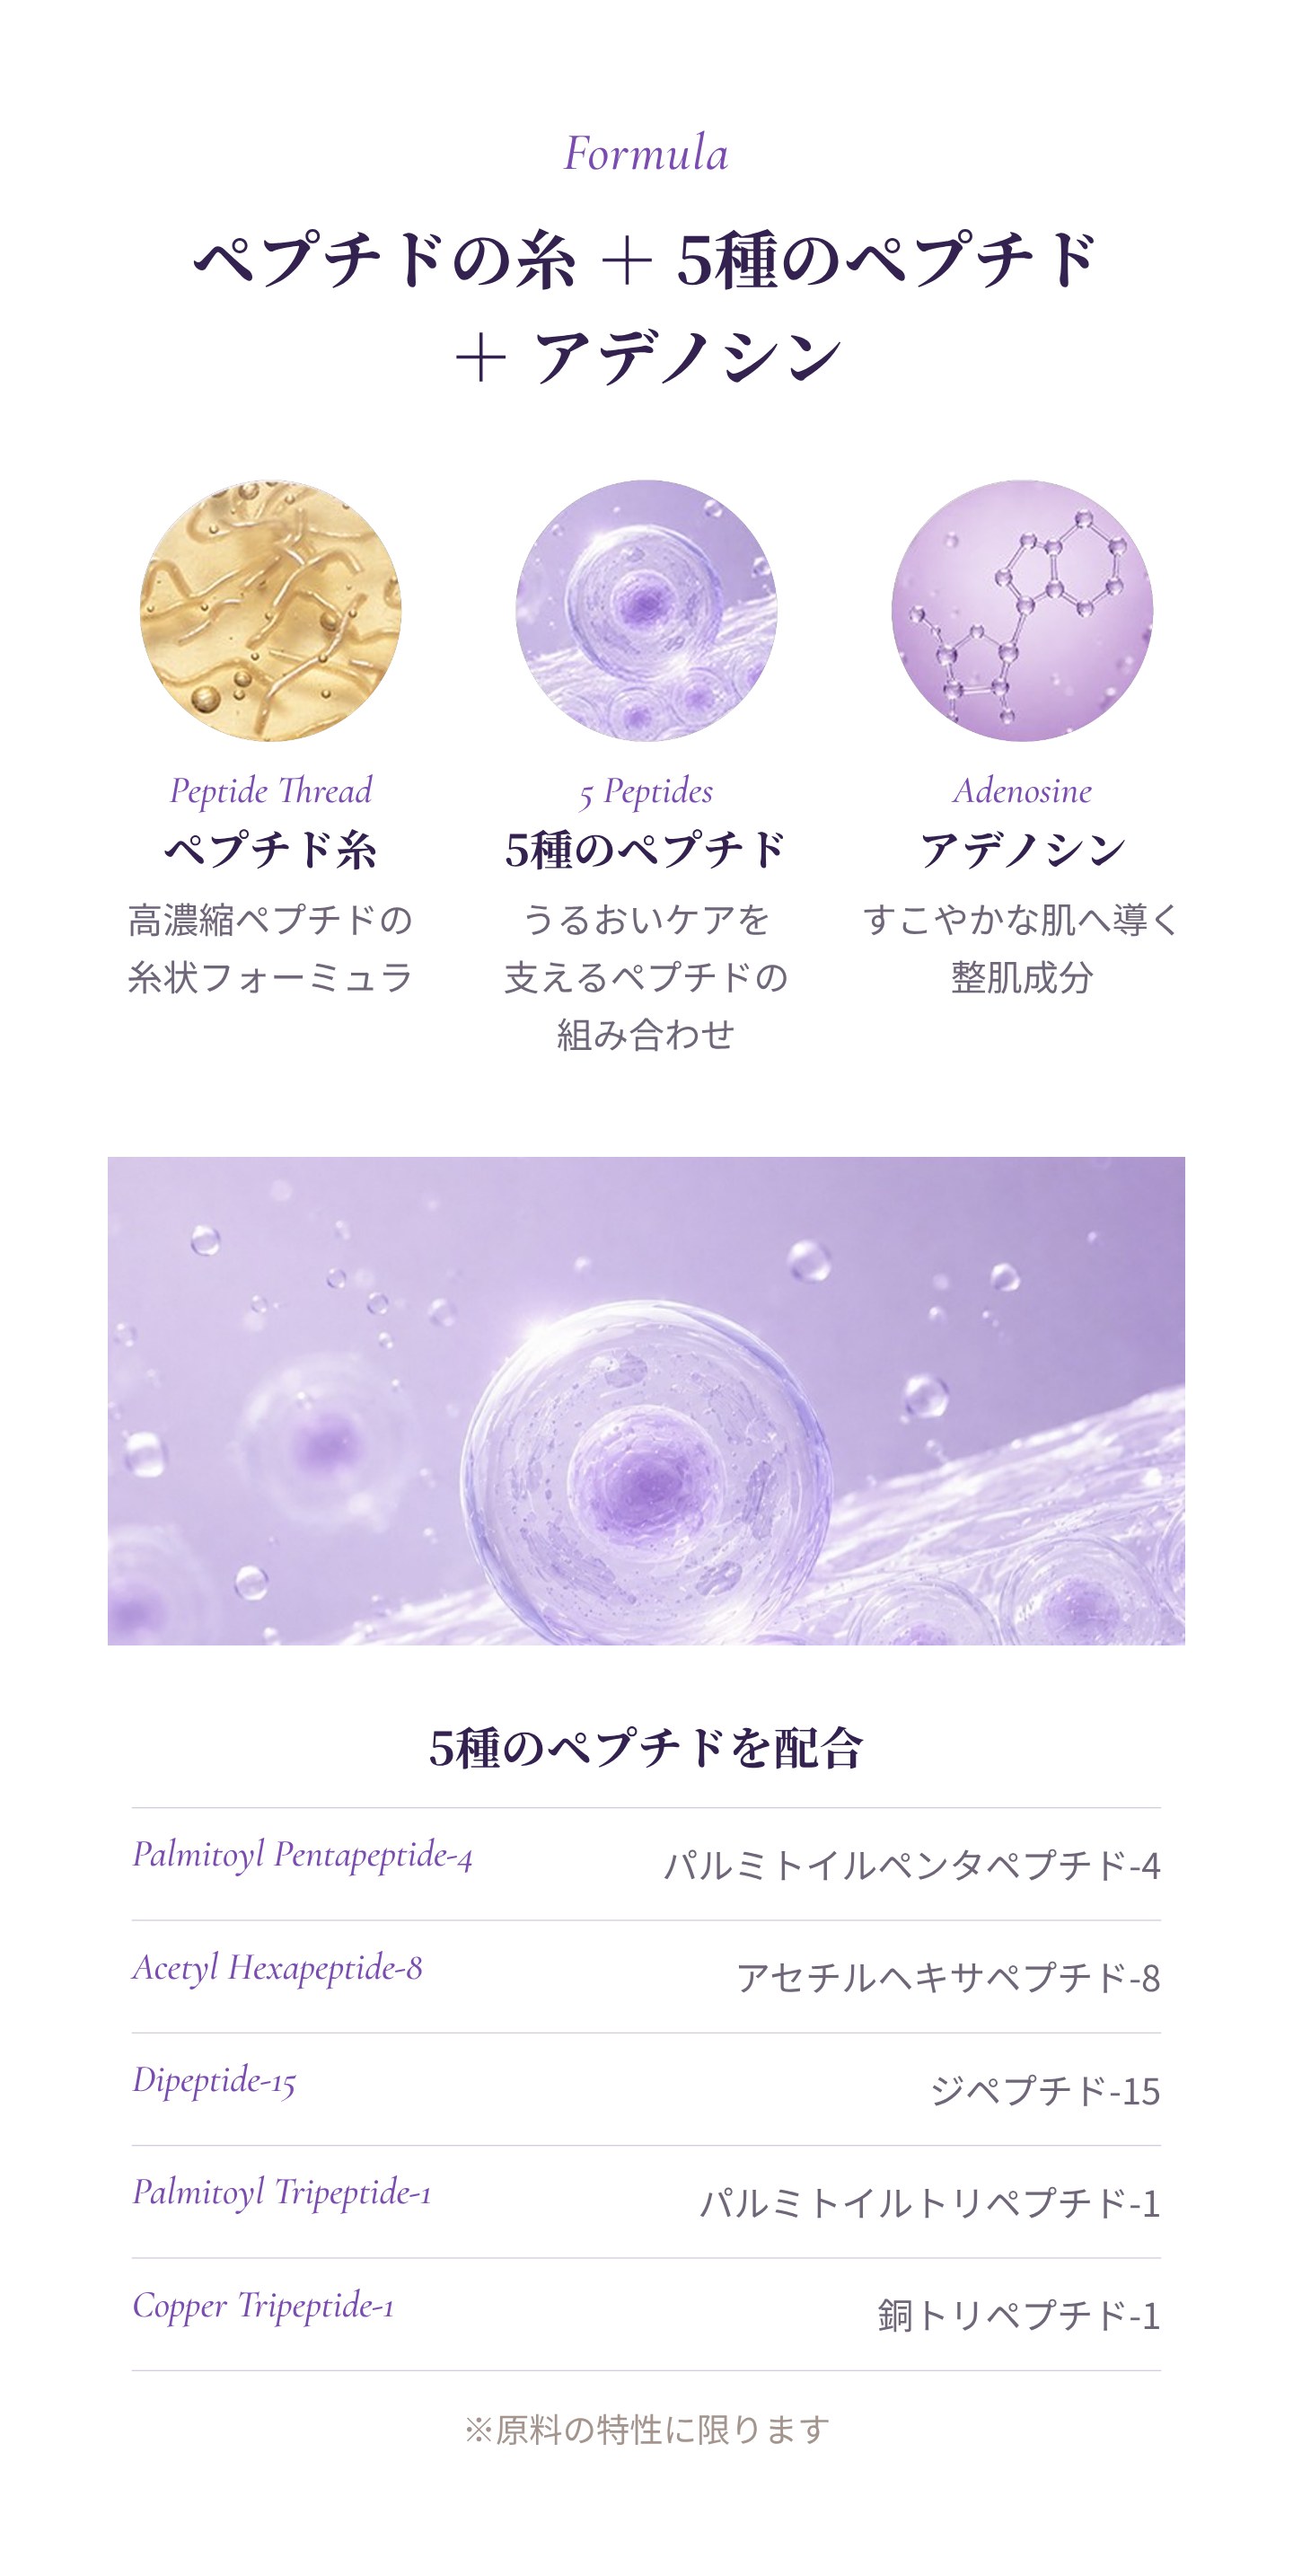 Formula
ペプチドの糸 ＋ 5種のペプチド
＋ アデノシン
Peptide Thread
ペプチド糸
高濃縮ペプチドの
糸状フォーミュラ
5 Peptides
5種のペプチド
うるおいケアを
支えるペプチドの
組み合わせ
Adenosine
アデノシン
すこやかな肌へ導く
整肌成分
5種のペプチドを配合
Palmitoyl Pentapeptide-4 パルミトイルペンタペプチド-4
Acetyl Hexapeptide-8 アセチルヘキサペプチド-8
Dipeptide-15 ジペプチド-15
Palmitoyl Tripeptide-1 パルミトイルトリペプチド-1
Copper Tripeptide-1 銅トリペプチド-1
※原料の特性に限ります